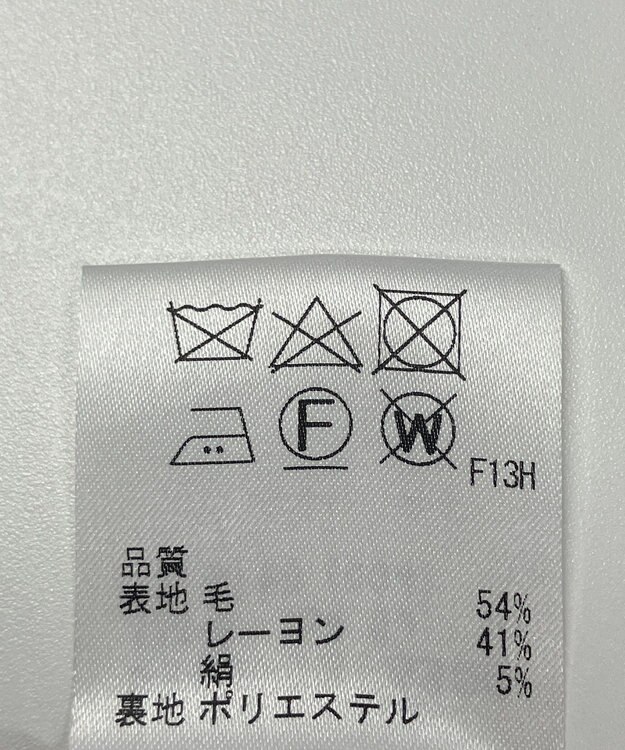 F W F13H
品質
表地 毛 54%
レーヨン 41%
絹 5%
裏地 ポリエステル